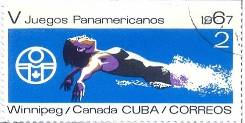 V Juegos Panamericanos 1967
2
Winnipeg/Canada CUBA/CORREOS